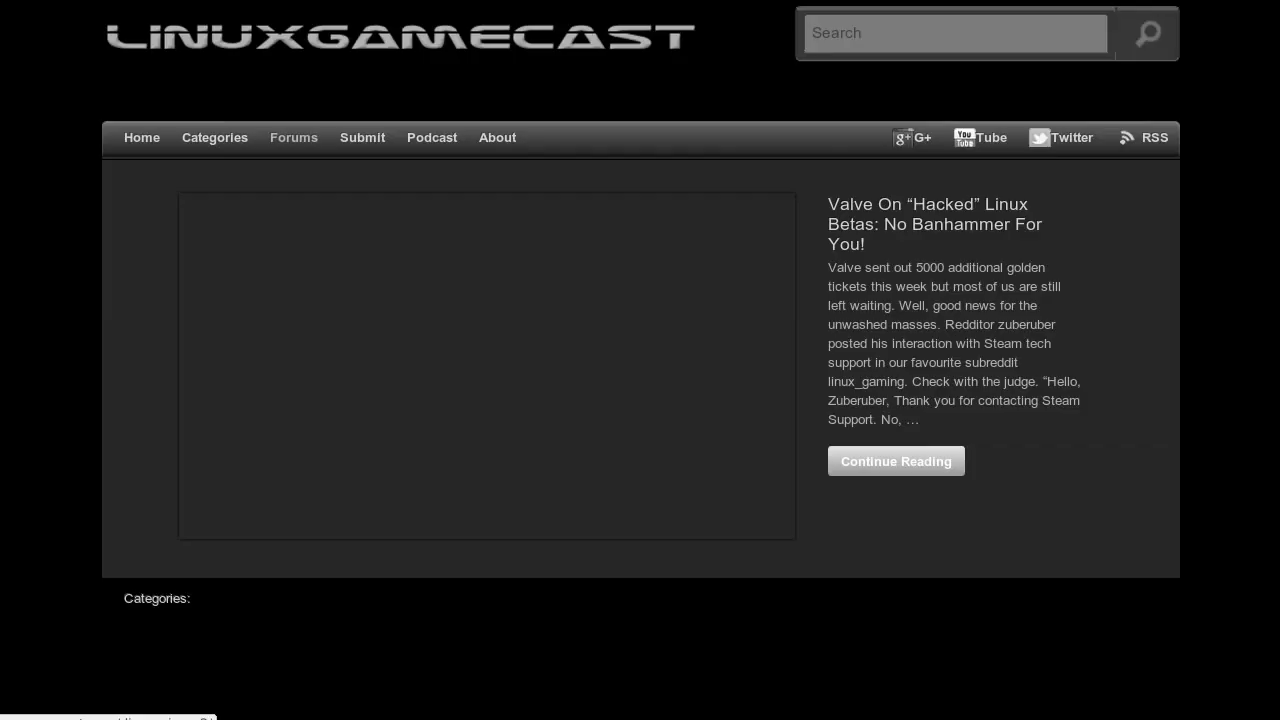 LINUXGAMECAST
Search
Home Categories Forums Submit Podcast About
G+ YouTube Tube Twitter RSS
Valve On “Hacked” Linux
Betas: No Banhammer For
You!
Valve sent out 5000 additional golden
tickets this week but most of us are still
left waiting. Well, good news for the
unwashed masses. Redditor zuberuber
posted his interaction with Steam tech
support in our favourite subreddit
linux_gaming. Check with the judge. “Hello,
Zuberuber, Thank you for contacting Steam
Support. No, …
Continue Reading
Categories: